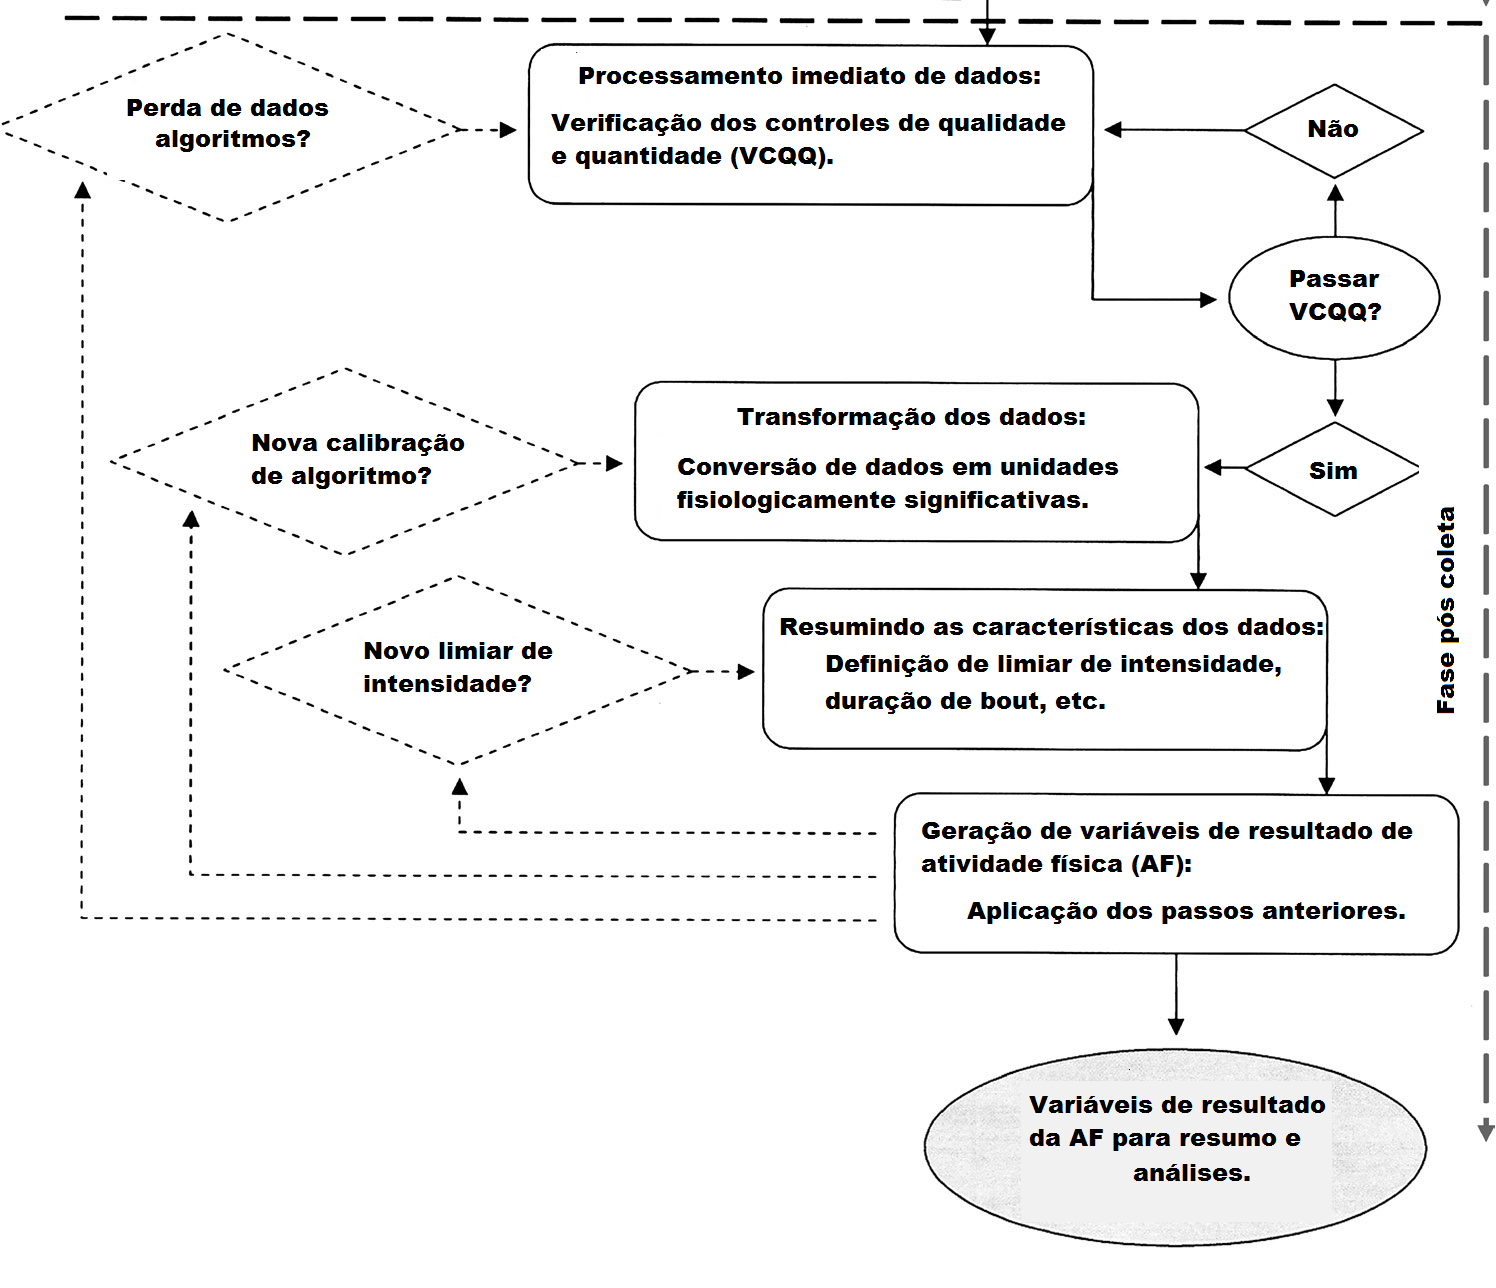 Perda de dados
algoritmos?
Processamento imediato de dados:
Verificação dos controles de qualidade
e quantidade (VCQQ).
Não
Passar
VCQQ?
Sim
Nova calibração
de algoritmo?
Transformação dos dados:
Conversão de dados em unidades
fisiologicamente significativas.
Novo limiar de
intensidade?
Resumindo as característicys dos dados:
Definição de limiar de intensidade,
duração de bout, etc.
Fase pós coleta
Geração de variáveis de resultado de
atividade física (AF):
Aplicação dos passos anteriores.
Variáveis de resultado
da AF para resumo e
análises.